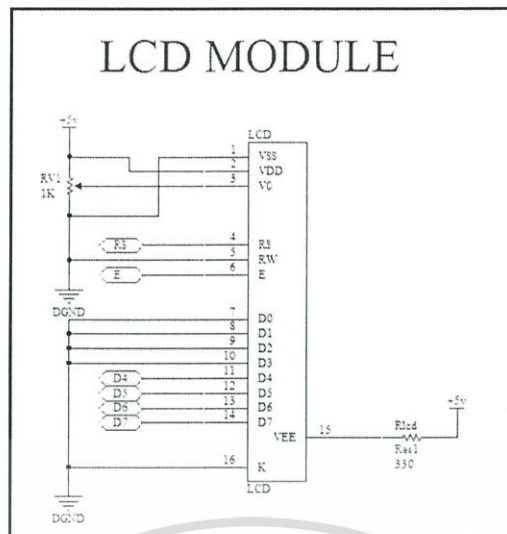 LCD MODULE
+5v
LCD
1 VSS
2 VDD
RV1 3 V0
1K
RS 4 RS
5 RW
E 6 E
DGND
7 D0
8 D1
9 D2
10 D3
D4 11 D4
D5 12 D5
D6 13 D6
D7 14 D7
+5v
VEE 15 Rlcd
Res1
330
16 K
LCD
DGND